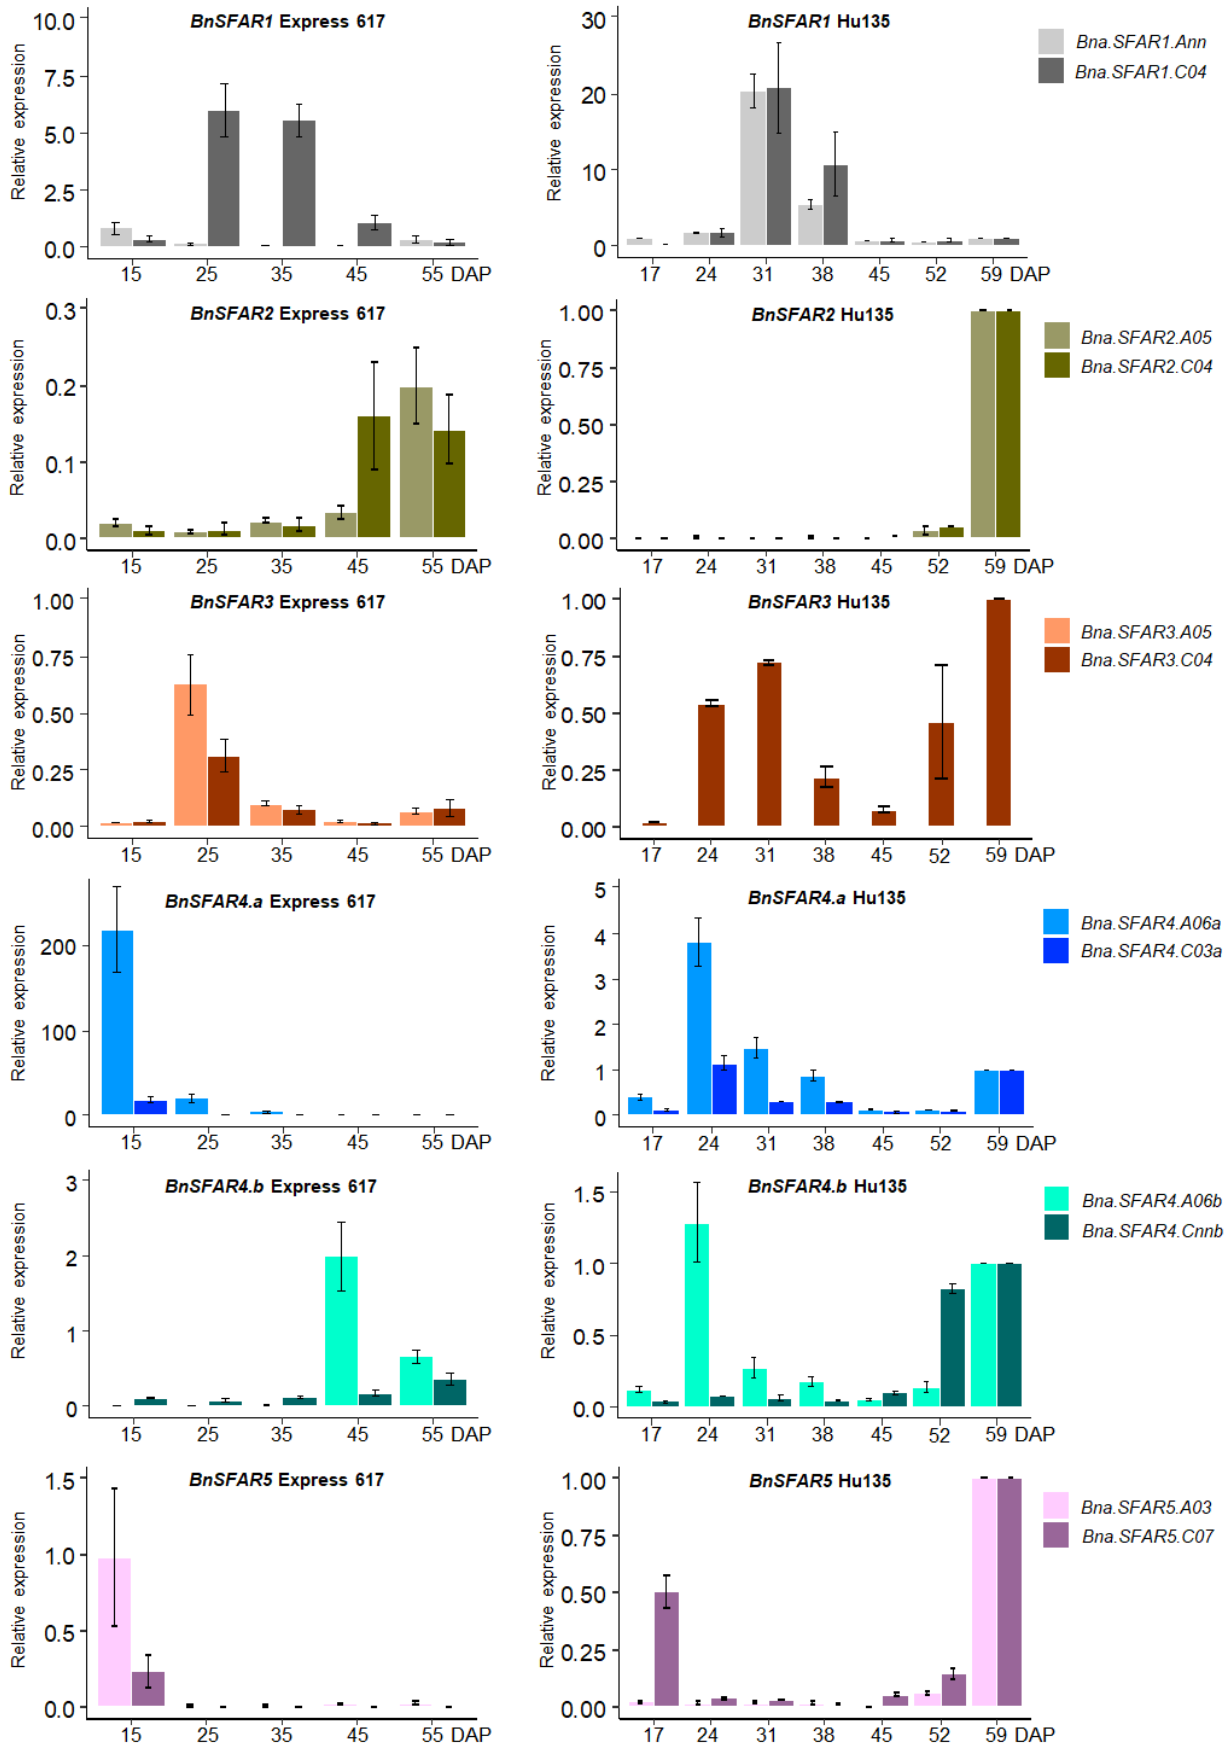 BnSFAR1 Express 617
Relative expression
10.0
7.5
5.0
2.5
0.0
15 25 35 45 55 DAP
BnSFAR1 Hu135
Relative expression
30
20
10
0
17 24 31 38 45 52 59 DAP
Bna.SFAR1.Ann
Bna.SFAR1.C04
BnSFAR2 Express 617
Relative expression
0.3
0.2
0.1
0.0
15 25 35 45 55 DAP
BnSFAR2 Hu135
Relative expression
1.00
0.75
0.50
0.25
0.00
17 24 31 38 45 52 59 DAP
Bna.SFAR2.A05
Bna.SFAR2.C04
BnSFAR3 Express 617
Relative expression
1.00
0.75
0.50
0.25
0.00
15 25 35 45 55 DAP
BnSFAR3 Hu135
Relative expression
1.00
0.75
0.50
0.25
0.00
17 24 31 38 45 52 59 DAP
Bna.SFAR3.A05
Bna.SFAR3.C04
BnSFAR4.a Express 617
Relative expression
200
100
0
15 25 35 45 55 DAP
BnSFAR4.a Hu135
Relative expression
5
4
3
2
1
0
17 24 31 38 45 52 59 DAP
Bna.SFAR4.A06a
Bna.SFAR4.C03a
BnSFAR4.b Express 617
Relative expression
3
2
1
0
15 25 35 45 55 DAP
BnSFAR4.b Hu135
Relative expression
1.5
1.0
0.5
0.0
17 24 31 38 45 52 59 DAP
Bna.SFAR4.A06b
Bna.SFAR4.Cnnb
BnSFAR5 Express 617
Relative expression
1.5
1.0
0.5
0.0
15 25 35 45 55 DAP
BnSFAR5 Hu135
Relative expression
1.00
0.75
0.50
0.25
0.00
17 24 31 38 45 52 59 DAP
Bna.SFAR5.A03
Bna.SFAR5.C07